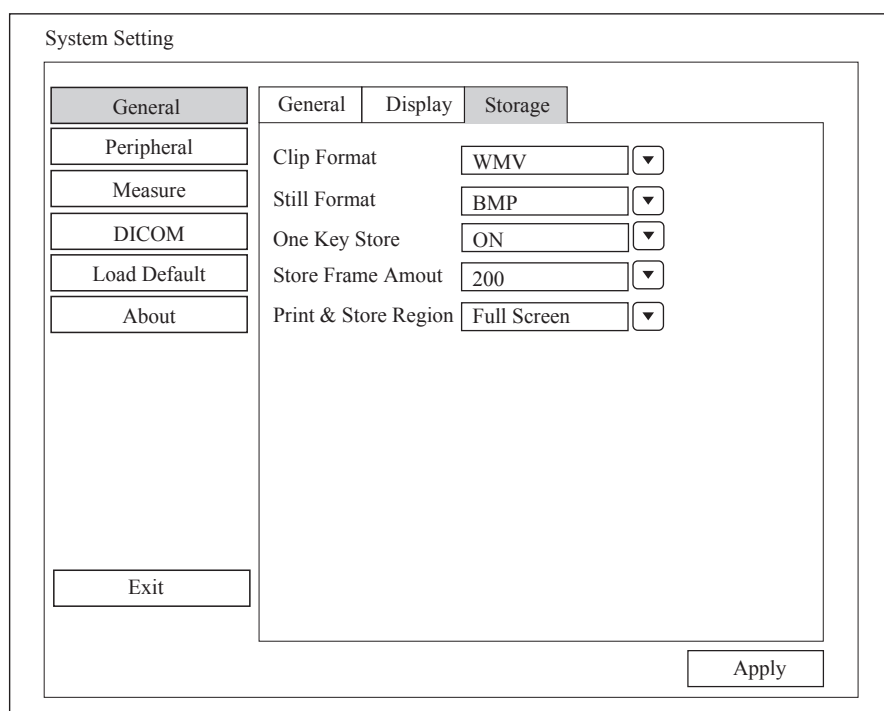 System Setting
General
Peripheral
Measure
DICOM
Load Default
About
Exit
General Display Storage
Clip Format WMV
Still Format BMP
One Key Store ON
Store Frame Amout 200
Print & Store Region Full Screen
Apply